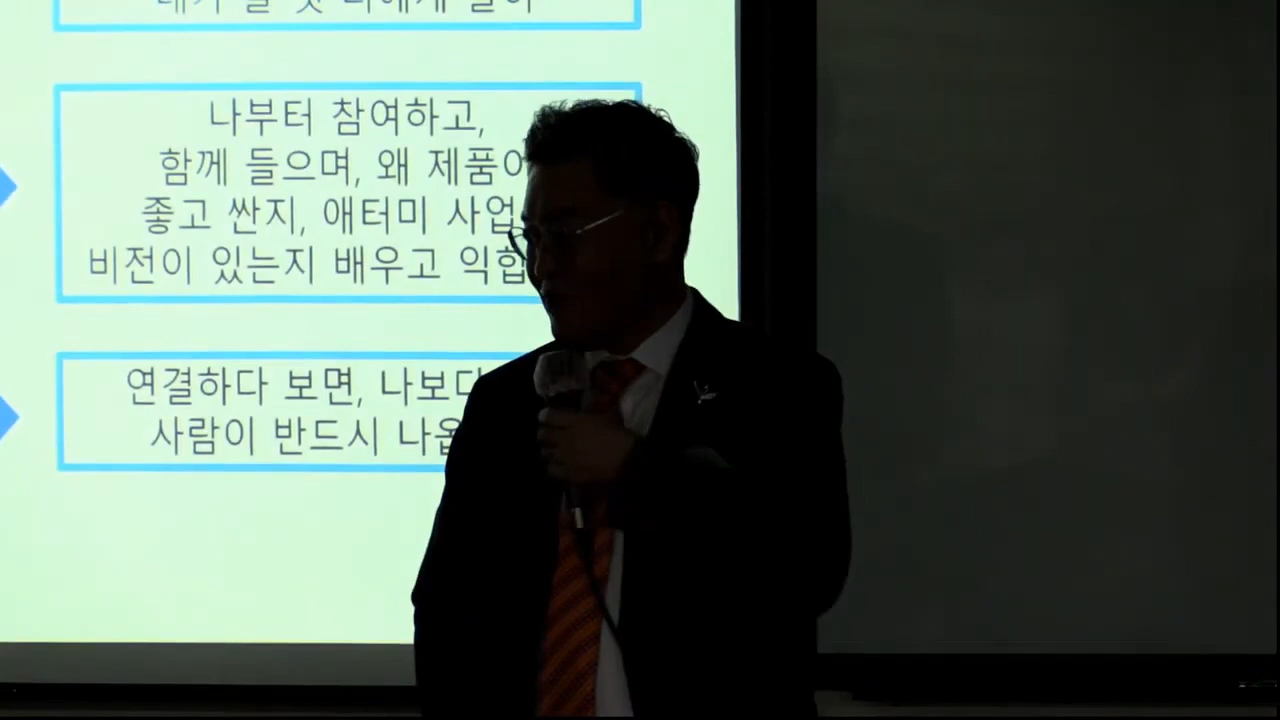 나부터 참여하고,
함께 들으며, 왜 제품이
좋고 싼지, 애터미 사업
비전이 있는지 배우고 익합
연결하다 보면, 나보다
사람이 반드시 나옵